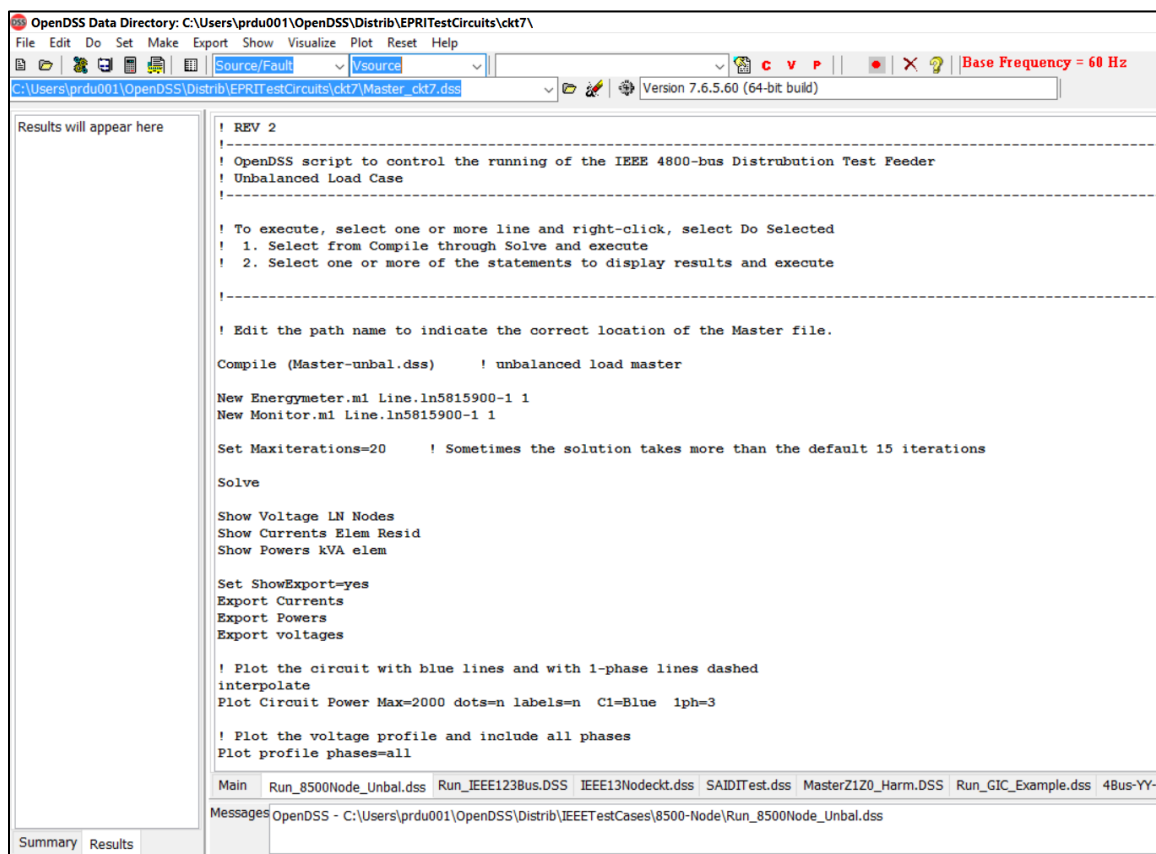 OpenDSS Data Directory: C:\Users\prdu001\OpenDSS\Distrib\EPRITestCircuits\ckt7\
File Edit Do Set Make Export Show Visualize Plot Reset Help
Source/Fault Vsource C V P Base Frequency = 60 Hz
C:\Users\prdu001\OpenDSS\Distrib\EPRITestCircuits\ckt7\Master_ckt7.dss Version 7.6.5.60 (64-bit build)
Results will appear here
! REV 2
!-----------------------------------------------------------------------------------------------------------
! OpenDSS script to control the running of the IEEE 4800-bus Distrubution Test Feeder
! Unbalanced Load Case
!-----------------------------------------------------------------------------------------------------------
! To execute, select one or more line and right-click, select Do Selected
!  1. Select from Compile through Solve and execute
!  2. Select one or more of the statements to display results and execute
!-----------------------------------------------------------------------------------------------------------
! Edit the path name to indicate the correct location of the Master file.
Compile (Master-unbal.dss)     ! unbalanced load master
New Energymeter.m1 Line.ln5815900-1 1
New Monitor.m1 Line.ln5815900-1 1
Set Maxiterations=20     ! Sometimes the solution takes more than the default 15 iterations
Solve
Show Voltage LN Nodes
Show Currents Elem Resid
Show Powers kVA elem
Set ShowExport=yes
Export Currents
Export Powers
Export voltages
! Plot the circuit with blue lines and with 1-phase lines dashed
interpolate
Plot Circuit Power Max=2000 dots=n labels=n  C1=Blue  1ph=3
! Plot the voltage profile and include all phases
Plot profile phases=all
Main Run_8500Node_Unbal.dss Run_IEEE123Bus.DSS IEEE13Nodeckt.dss SAIDITest.dss MasterZ1Z0_Harm.DSS Run_GIC_Example.dss 4Bus-YY-
Messages OpenDSS - C:\Users\prdu001\OpenDSS\Distrib\IEEETestCases\8500-Node\Run_8500Node_Unbal.dss
Summary Results